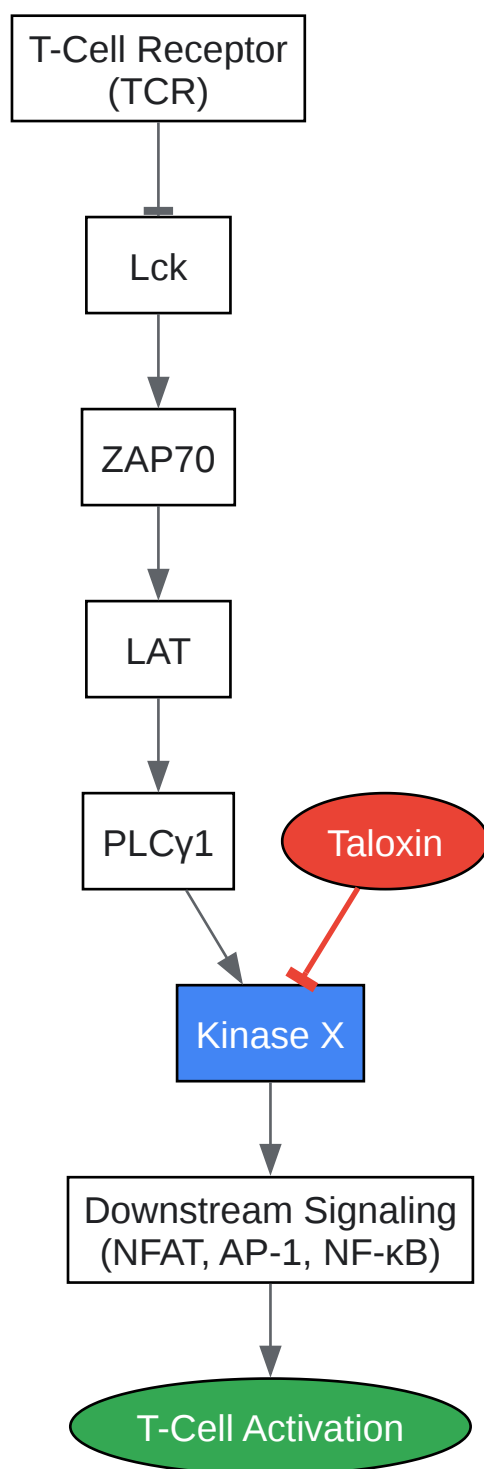 T-Cell Receptor
(TCR)
Lck
ZAP70
LAT
PLCγ1
Taloxin
Kinase X
Downstream Signaling
(NFAT, AP-1, NF-κB)
T-Cell Activation